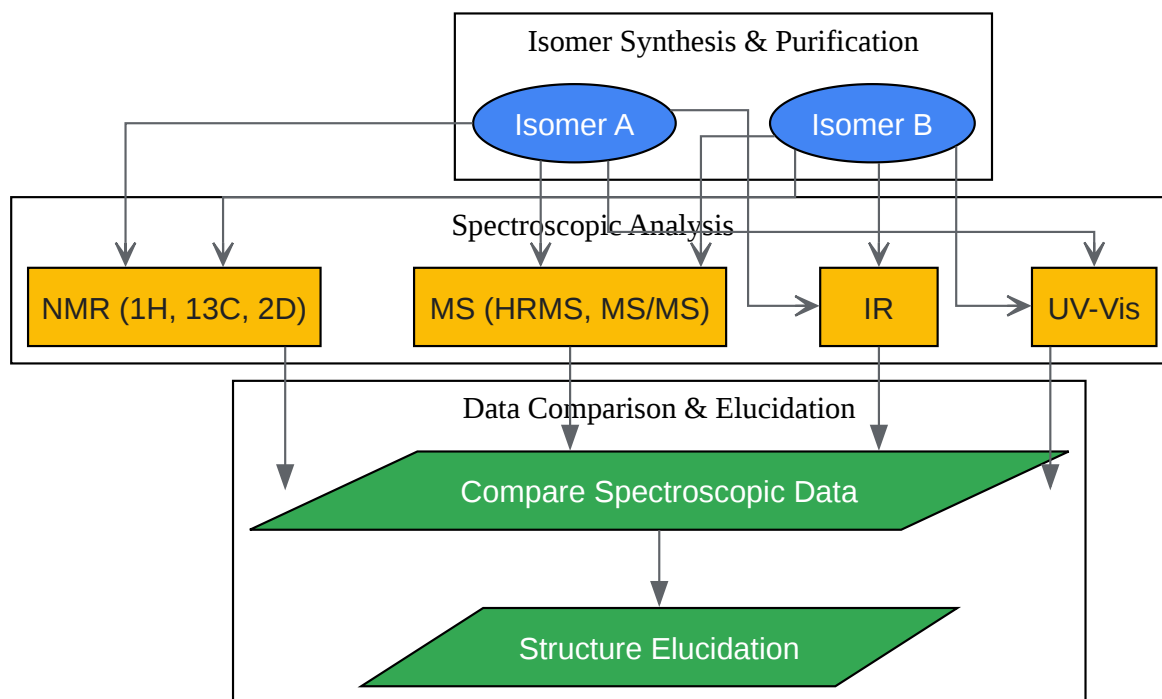 Isomer Synthesis & Purification
Isomer A
Isomer B
Spectroscopic Analysis
NMR (1H, 13C, 2D)
MS (HRMS, MS/MS)
IR
UV-Vis
Data Comparison & Elucidation
Compare Spectroscopic Data
Structure Elucidation